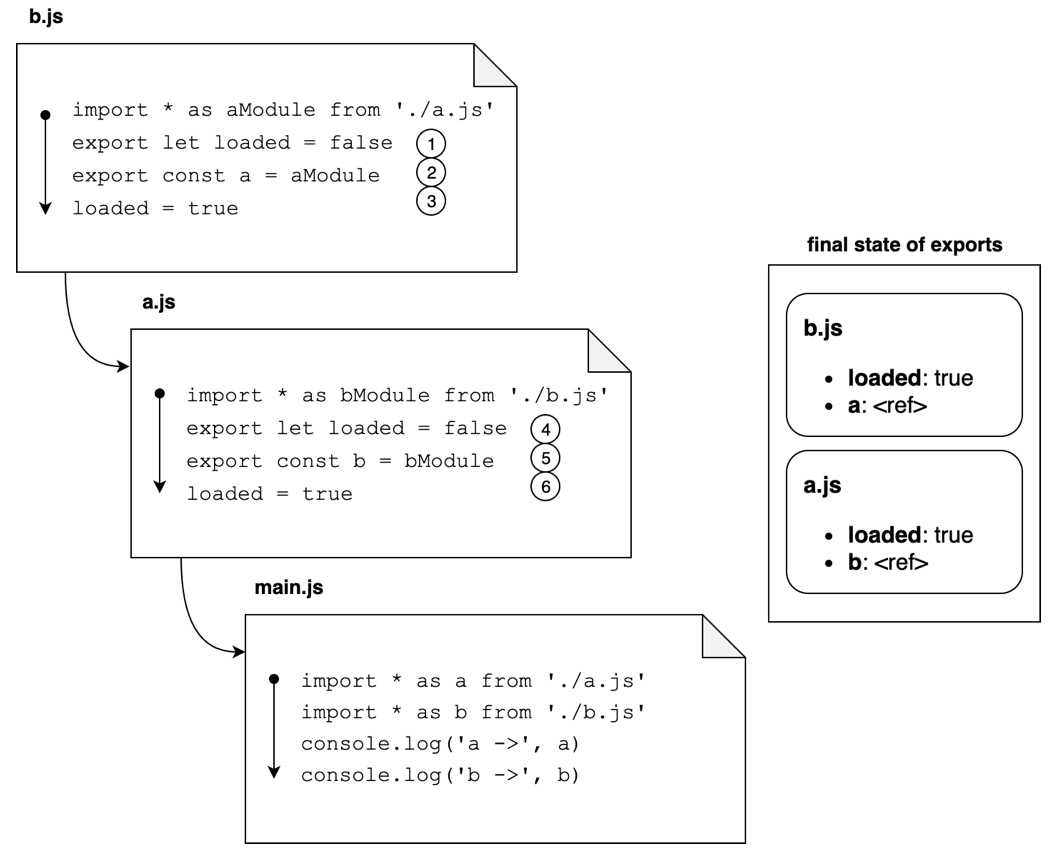 b.js
import * as aModule from './a.js'
export let loaded = false
1
export const a = aModule
2
loaded = true
3
a.js
import * as bModule from './b.js'
export let loaded = false
4
export const b = bModule
5
loaded = true
6
main.js
import * as a from './a.js'
import * as b from './b.js'
console.log('a ->', a)
console.log('b ->', b)
final state of exports
b.js
• loaded: true
• a: <ref>
a.js
• loaded: true
• b: <ref>